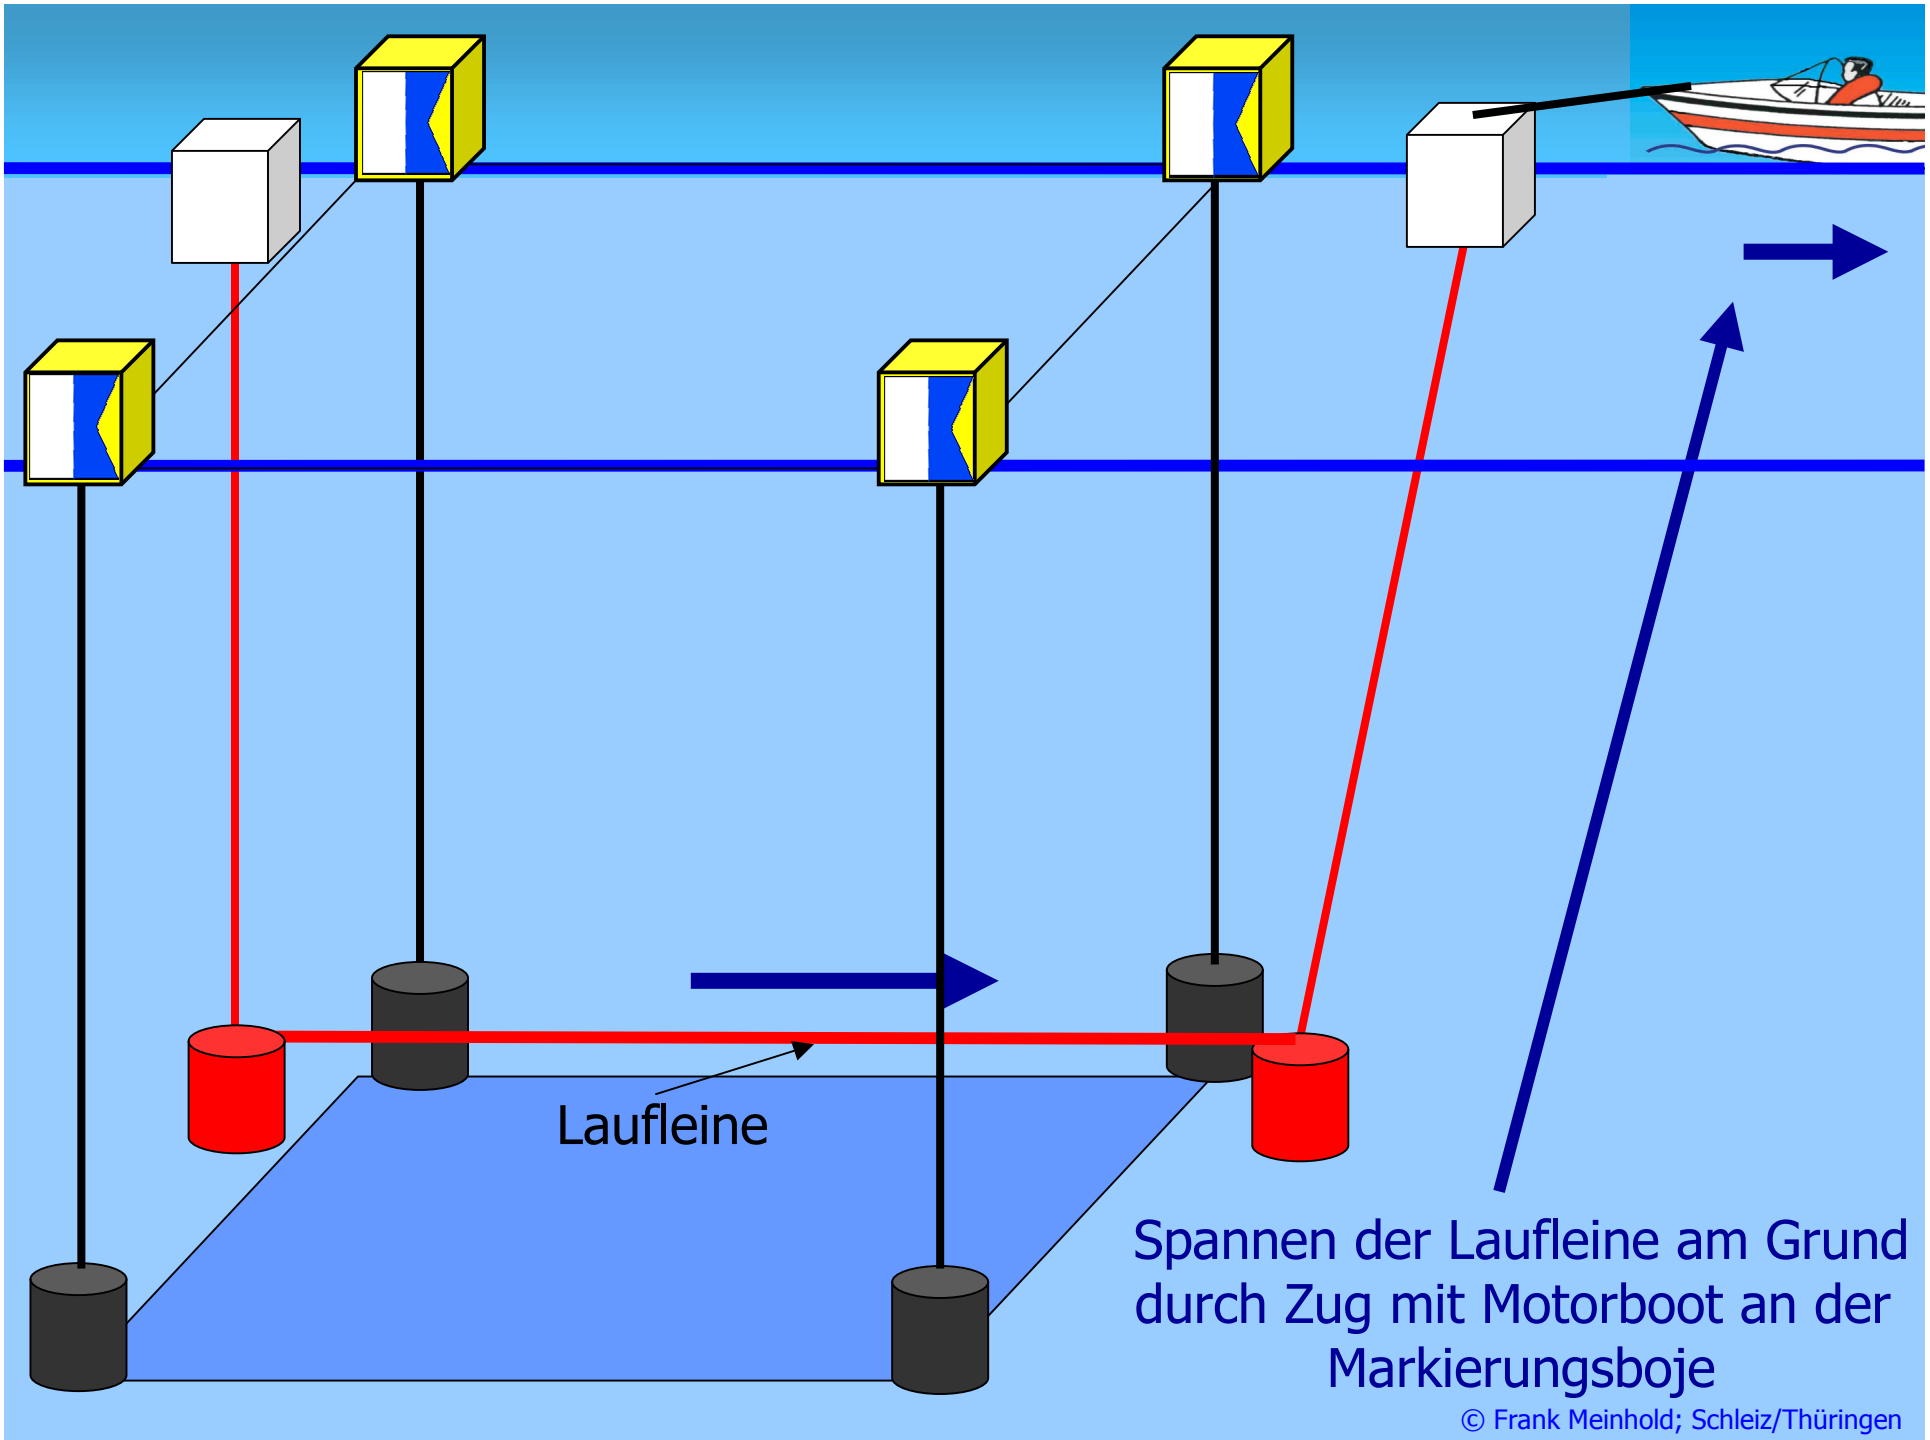 Laufleine
Spannen der Laufleine am Grund
durch Zug mit Motorboot an der
Markierungsboje
© Frank Meinhold; Schleiz/Thüringen